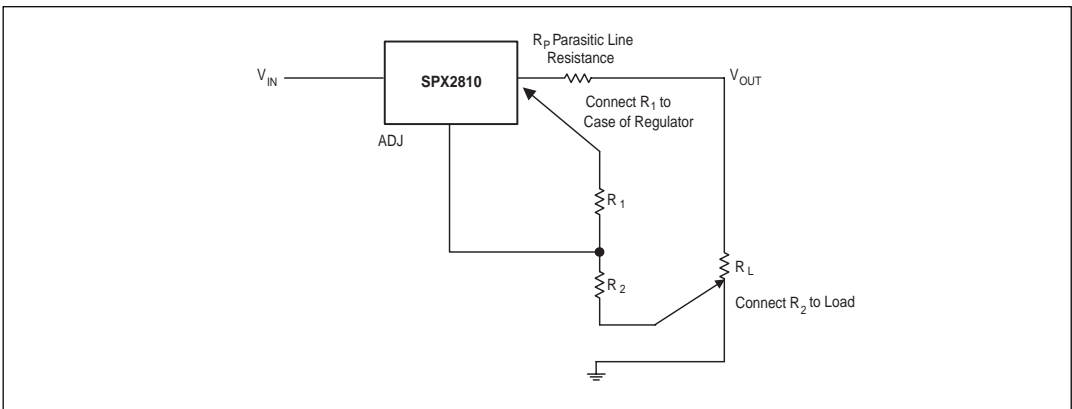 R_P Parasitic Line
Resistance
V_IN
SPX2810
V_OUT
Connect R_1 to
Case of Regulator
ADJ
R_1
R_2
R_L
Connect R_2 to Load